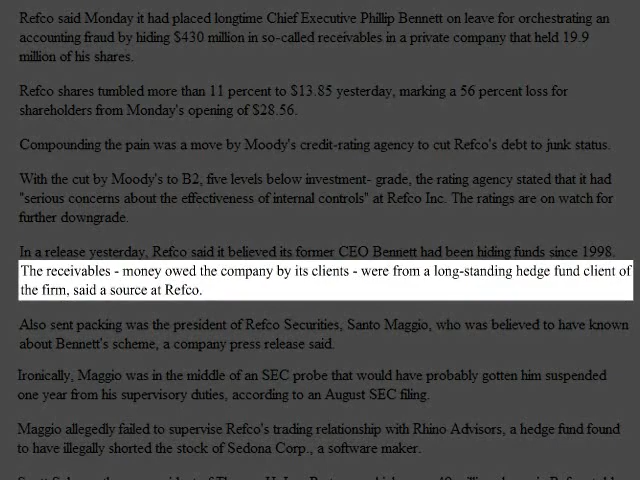 Refco said Monday it had placed longtime Chief Executive Phillip Bennett on leave for orchestrating an
accounting fraud by hiding $430 million in so-called receivables in a private company that held 19.9
million of his shares.
Refco shares tumbled more than 11 percent to $13.85 yesterday, marking a 56 percent loss for
shareholders from Monday's opening of $28.56.
Compounding the pain was a move by Moody's credit-rating agency to cut Refco's debt to junk status.
With the cut by Moody's to B2, five levels below investment- grade, the rating agency stated that it had
"serious concerns about the effectiveness of internal controls" at Refco Inc. The ratings are on watch for
further downgrade.
In a release yesterday, Refco said it believed its former CEO Bennett had been hiding funds since 1998.
The receivables - money owed the company by its clients - were from a long-standing hedge fund client of
the firm, said a source at Refco.
Also sent packing was the president of Refco Securities, Santo Maggio, who was believed to have known
about Bennett's scheme, a company press release said.
Ironically, Maggio was in the middle of an SEC probe that would have probably gotten him suspended
one year from his supervisory duties, according to an August SEC filing.
Maggio allegedly failed to supervise Refco's trading relationship with Rhino Advisors, a hedge fund found
to have illegally shorted the stock of Sedona Corp., a software maker.